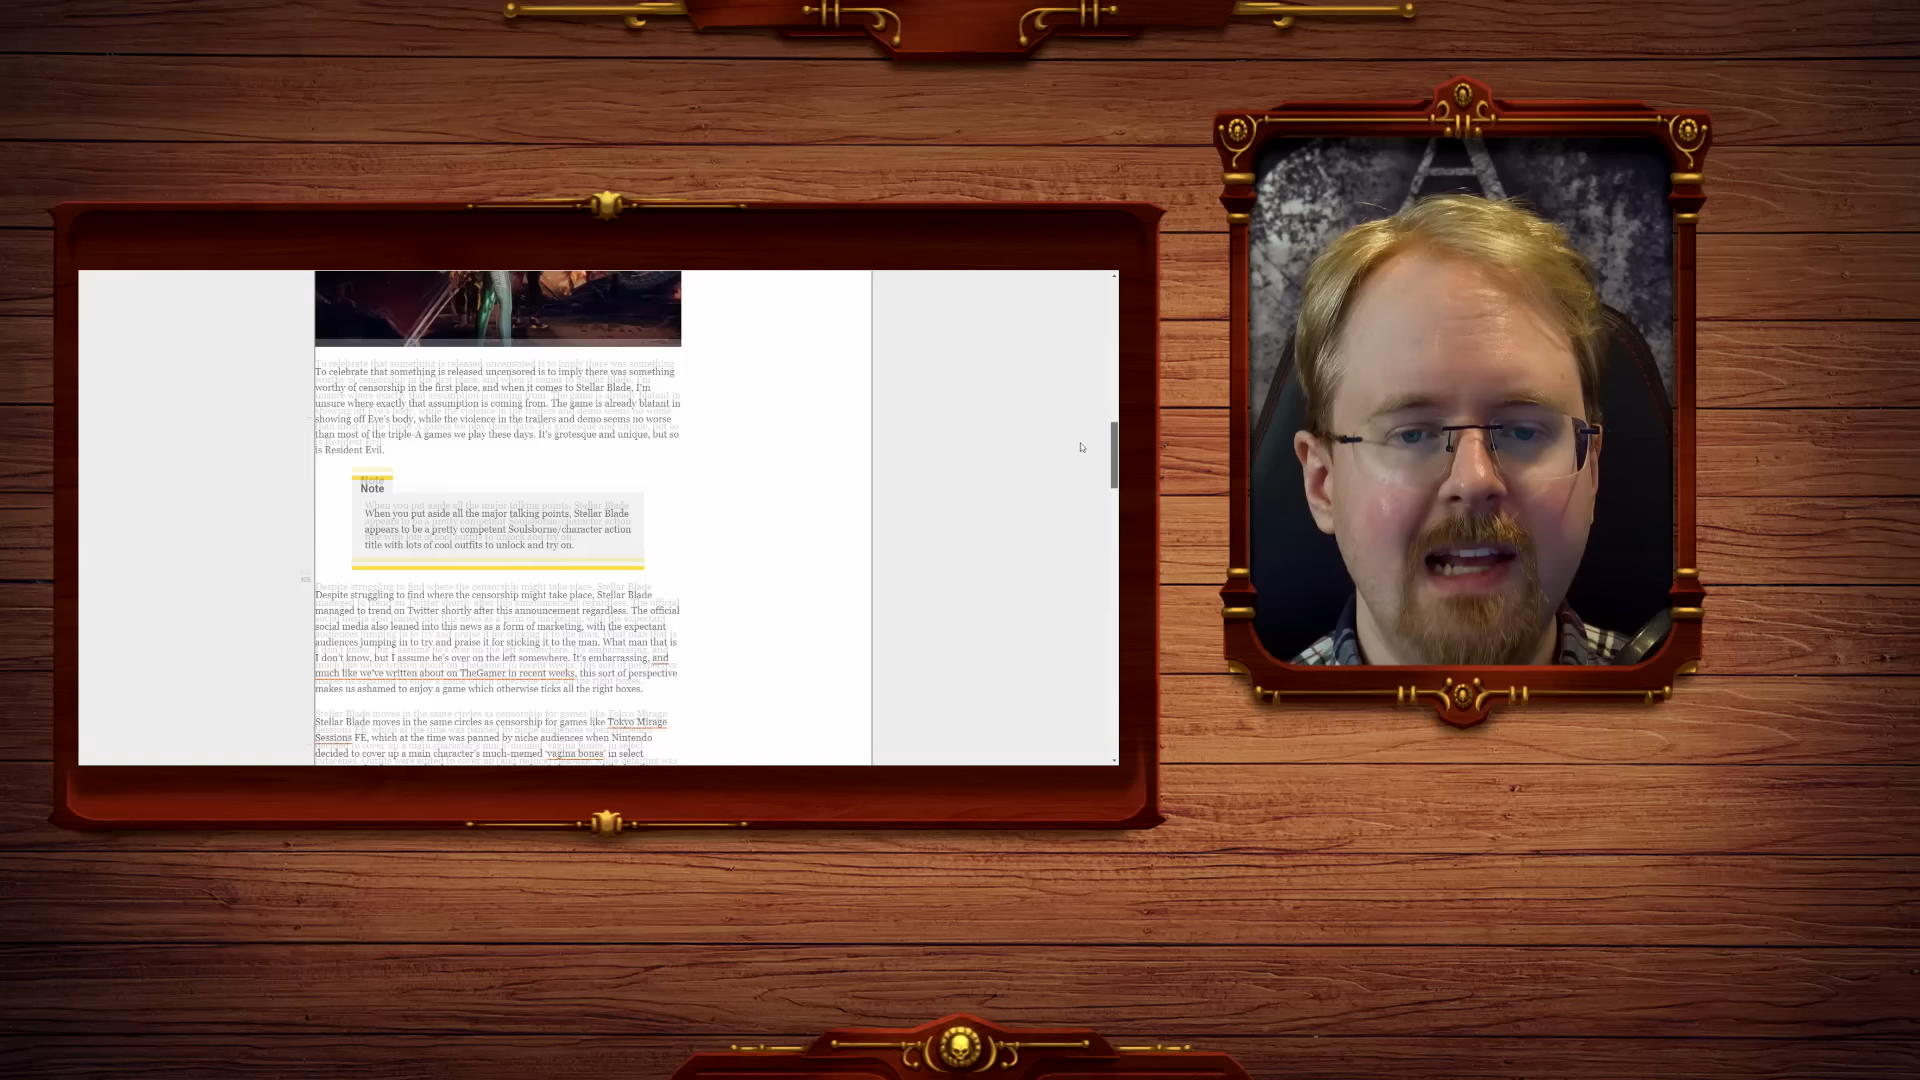 To celebrate that something is released uncensored is to imply there was something
worthy of censorship in the first place, and when it comes to Stellar Blade, I'm
unsure where exactly that assumption is coming from. The game is already blatant in
showing off Eve's body, while the violence in the trailers and demo seems no worse
than most of the triple-A games we play these days. It's grotesque and unique, but so
is Resident Evil.
Note
When you put aside all the major talking points, Stellar Blade
appears to be a pretty competent Soulsborne/character action
title with lots of cool outfits to unlock and try on.
Despite struggling to find where the censorship might take place, Stellar Blade
managed to trend on Twitter shortly after this announcement regardless. The official
social media also leaned into this news as a form of marketing, with the expectant
audiences jumping in to try and praise it for sticking it to the man. What man that is
I don't know, but I assume he's over on the left somewhere. It's embarrassing, and
much like we've written about on TheGamer in recent weeks, this sort of perspective
makes us ashamed to enjoy a game which otherwise ticks all the right boxes.
Stellar Blade moves in the same circles as censorship for games like Tokyo Mirage
Sessions FE, which at the time was panned by niche audiences when Nintendo
decided to cover up a main character's much-memed 'vagina bones' in select